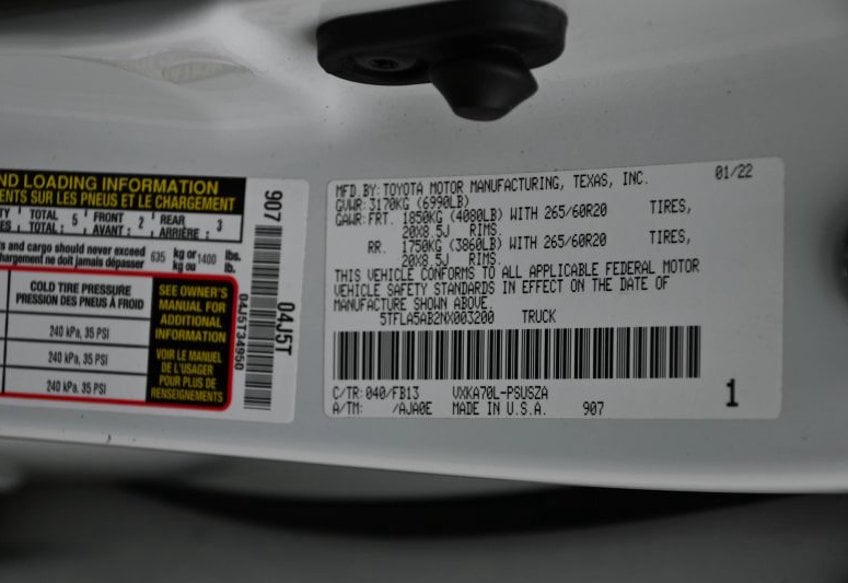 ND LOADING INFORMATION
ENTS SUR LES PNEUS ET LE CHARGEMENT
TOTAL 5 FRONT 2 REAR 3
TOTAL: AVANT: ARRIÈRE:
s and cargo should never exceed 635 kg or 1400 lbs.
hargement ne doit jamais dépasser kg ou lb.
COLD TIRE PRESSURE
PRESSION DES PNEUS À FROID
240 kPa, 35 PSI
240 kPa, 35 PSI
240 kPa, 35 PSI
SEE OWNER'S
MANUAL FOR
ADDITIONAL
INFORMATION
VOIR LE MANUEL
DE L'USAGER
POUR PLUS DE
RENSEIGNEMENTS
907
04J5T34950
04J5T
MFD.BY:TOYOTA MOTOR MANUFACTURING, TEXAS, INC. 01/22
GVWR:3170KG (6990LB)
GAWR:FRT. 1850KG (4080LB) WITH 265/60R20 TIRES,
20X8.5J RIMS.
RR. 1750KG (3860LB) WITH 265/60R20 TIRES,
20X8.5J RIMS.
THIS VEHICLE CONFORMS TO ALL APPLICABLE FEDERAL MOTOR
VEHICLE SAFETY STANDARDS IN EFFECT ON THE DATE OF
MANUFACTURE SHOWN ABOVE.
5TFLA5AB2NX003200 TRUCK
C/TR:040/FB13 VXKA70L-PSUSZA
A/TM: /AJA0E MADE IN U.S.A. 907
1